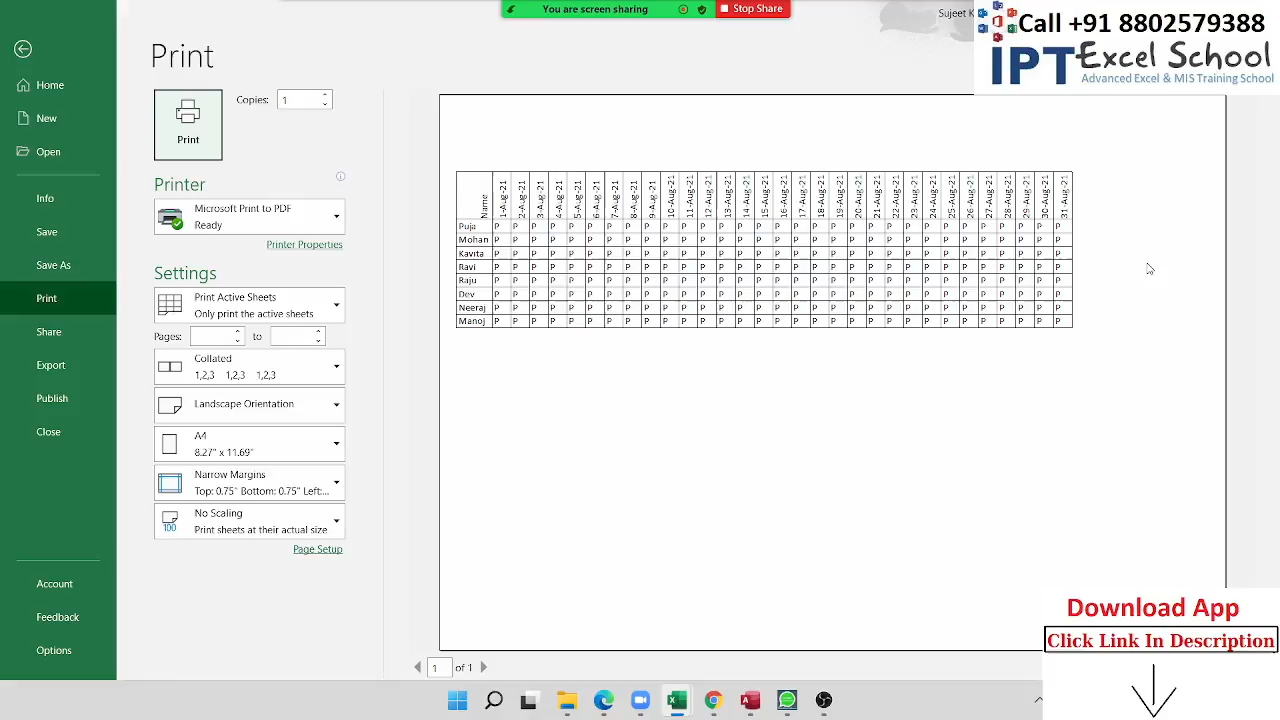 You are screen sharing
Stop Share
Sujeet K
Call +91 8802579388
IPT Excel School
Advanced Excel & MIS Training School
Print
Home
New
Open
Info
Save
Save As
Print
Share
Export
Publish
Close
Account
Feedback
Options
Print
Copies: 1
Printer
Microsoft Print to PDF
Ready
Printer Properties
Settings
Print Active Sheets
Only print the active sheets
Pages: to
Collated
1,2,3 1,2,3 1,2,3
Landscape Orientation
A4
8.27" x 11.69"
Narrow Margins
Top: 0.75" Bottom: 0.75" Left:...
No Scaling
100
Print sheets at their actual size
Page Setup
Name 1-Aug-21 2-Aug-21 3-Aug-21 4-Aug-21 5-Aug-21 6-Aug-21 7-Aug-21 8-Aug-21 9-Aug-21 10-Aug-21 11-Aug-21 12-Aug-21 13-Aug-21 14-Aug-21 15-Aug-21 16-Aug-21 17-Aug-21 18-Aug-21 19-Aug-21 20-Aug-21 21-Aug-21 22-Aug-21 23-Aug-21 24-Aug-21 25-Aug-21 26-Aug-21 27-Aug-21 28-Aug-21 29-Aug-21 30-Aug-21 31-Aug-21
Puja P P P P P P P P P P P P P P P P P P P P P P P P P P P P P P P
Mohan P P P P P P P P P P P P P P P P P P P P P P P P P P P P P P P
Kavita P P P P P P P P P P P P P P P P P P P P P P P P P P P P P P P
Ravi P P P P P P P P P P P P P P P P P P P P P P P P P P P P P P P
Raju P P P P P P P P P P P P P P P P P P P P P P P P P P P P P P P
Dev P P P P P P P P P P P P P P P P P P P P P P P P P P P P P P P
Neeraj P P P P P P P P P P P P P P P P P P P P P P P P P P P P P P P
Manoj P P P P P P P P P P P P P P P P P P P P P P P P P P P P P P P
1 of 1
Download App
Click Link In Description